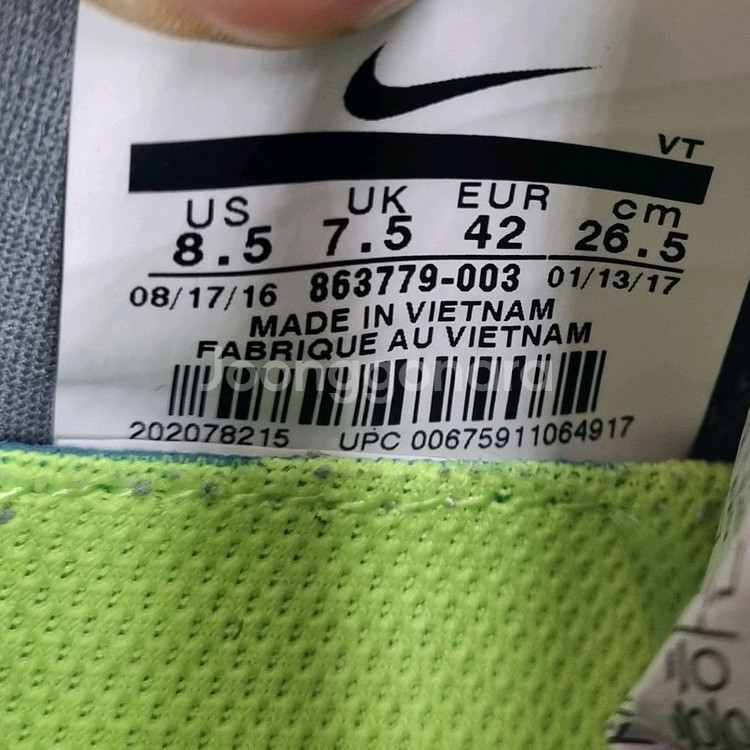 VT
US UK EUR cm
8.5 7.5 42 26.5
08/17/16 863779-003 01/13/17
MADE IN VIETNAM
FABRIQUE AU VIETNAM
Joonggonara
202078215 UPC 00675911064917